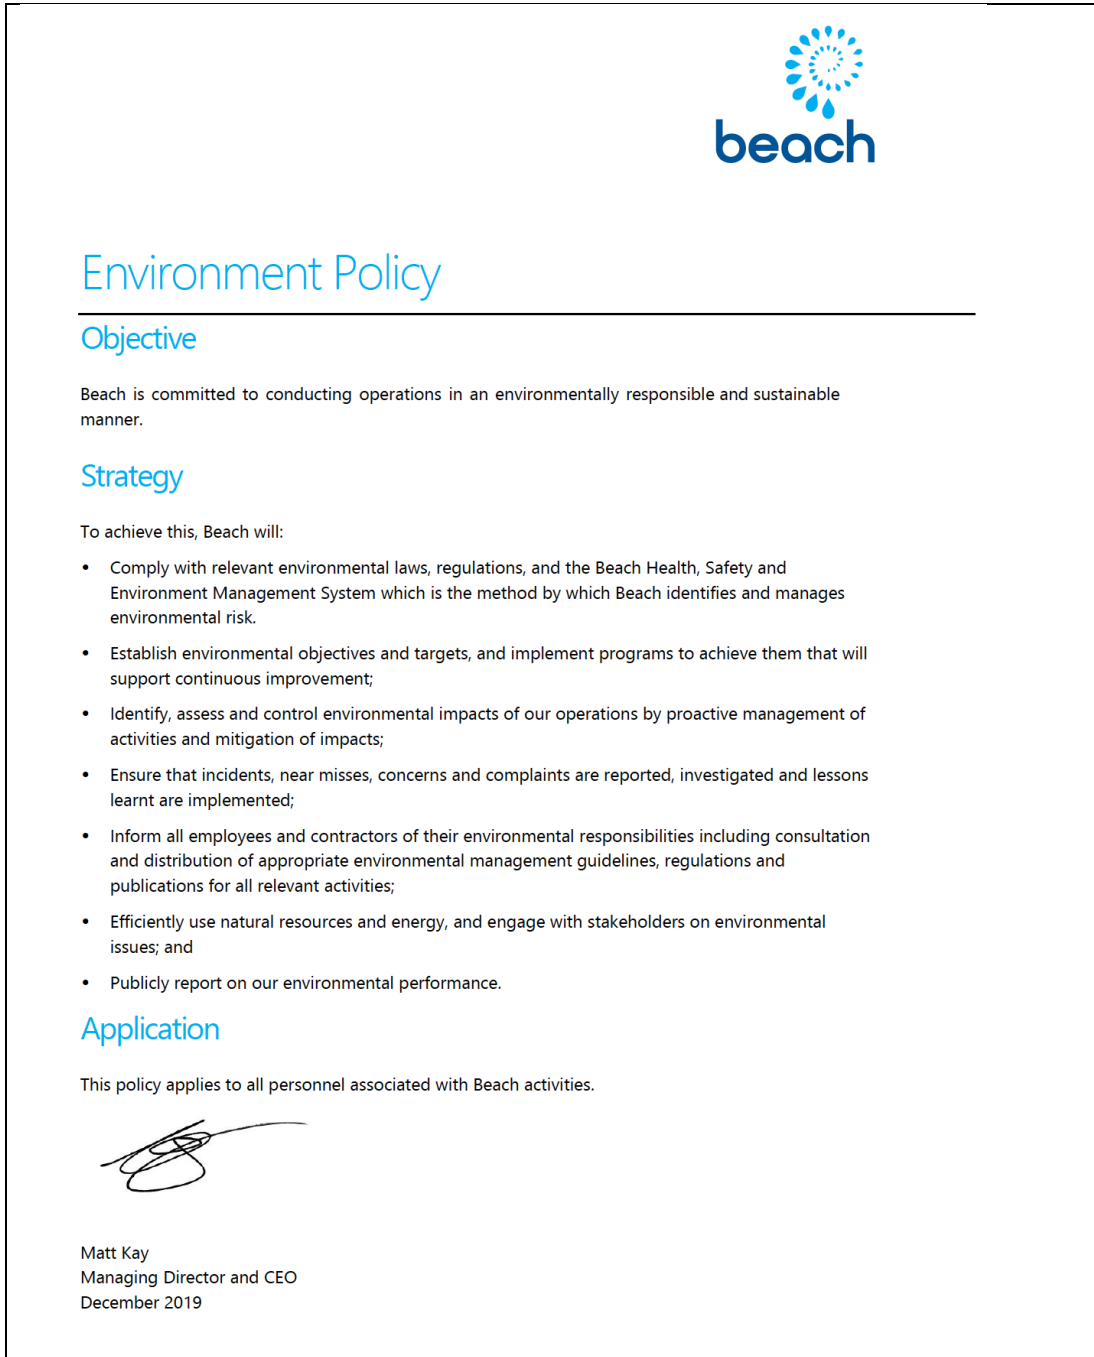 beach
Environment Policy
Objective
Beach is committed to conducting operations in an environmentally responsible and sustainable
manner.
Strategy
To achieve this, Beach will:
• Comply with relevant environmental laws, regulations, and the Beach Health, Safety and
Environment Management System which is the method by which Beach identifies and manages
environmental risk.
• Establish environmental objectives and targets, and implement programs to achieve them that will
support continuous improvement;
• Identify, assess and control environmental impacts of our operations by proactive management of
activities and mitigation of impacts;
• Ensure that incidents, near misses, concerns and complaints are reported, investigated and lessons
learnt are implemented;
• Inform all employees and contractors of their environmental responsibilities including consultation
and distribution of appropriate environmental management guidelines, regulations and
publications for all relevant activities;
• Efficiently use natural resources and energy, and engage with stakeholders on environmental
issues; and
• Publicly report on our environmental performance.
Application
This policy applies to all personnel associated with Beach activities.
Matt Kay
Managing Director and CEO
December 2019